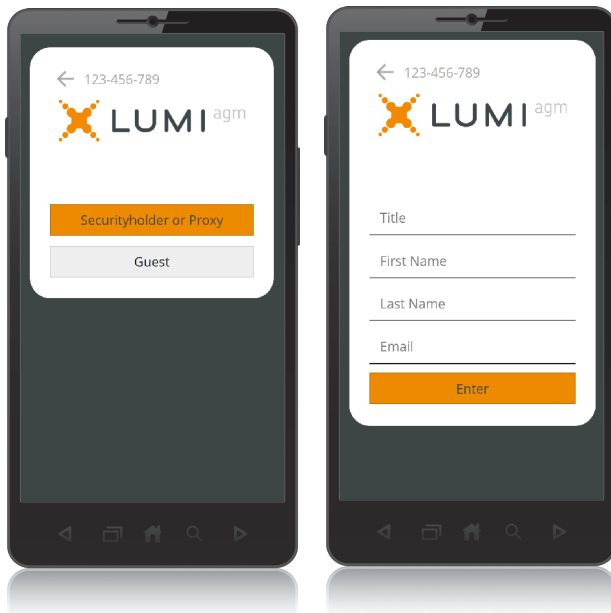 123-456-789
LUMI agm
Securityholder or Proxy
Guest
123-456-789
LUMI agm
Title
First Name
Last Name
Email
Enter